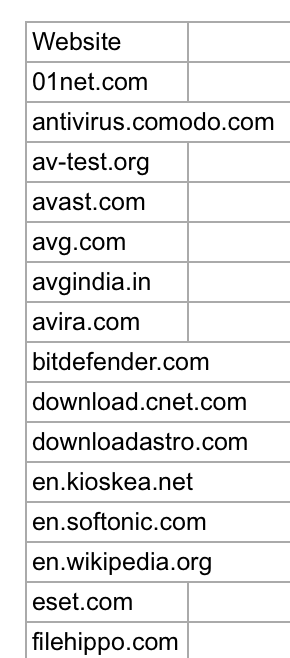 Website
01net.com
antivirus.comodo.com
av-test.org
avast.com
avg.com
avgindia.in
avira.com
bitdefender.com
download.cnet.com
downloadastro.com
en.kioskea.net
en.softonic.com
en.wikipedia.org
eset.com
filehippo.com